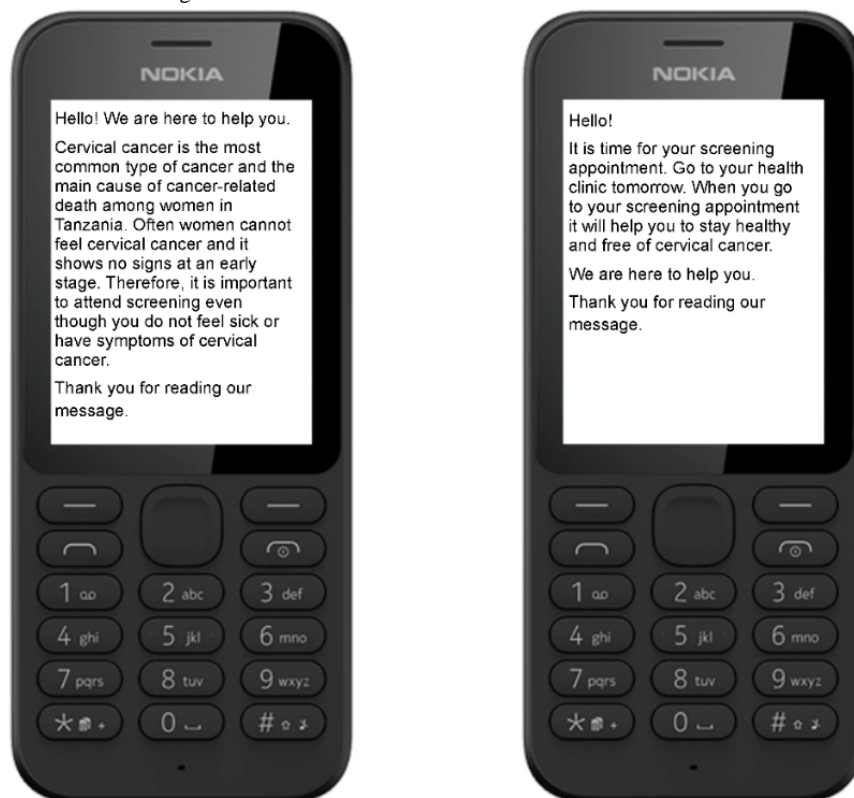 NOKIA
Hello! We are here to help you.
Cervical cancer is the most
common type of cancer and the
main cause of cancer-related
death among women in
Tanzania. Often women cannot
feel cervical cancer and it
shows no signs at an early
stage. Therefore, it is important
to attend screening even
though you do not feel sick or
have symptoms of cervical
cancer.
Thank you for reading our
message.
1
2 abc
3 def
4 ghi
5 jkl
6 mno
7 pqrs
8 tuv
9 wxyz
* +
0
#
NOKIA
Hello!
It is time for your screening
appointment. Go to your health
clinic tomorrow. When you go
to your screening appointment
it will help you to stay healthy
and free of cervical cancer.
We are here to help you.
Thank you for reading our
message.
1
2 abc
3 def
4 ghi
5 jkl
6 mno
7 pqrs
8 tuv
9 wxyz
* +
0
#